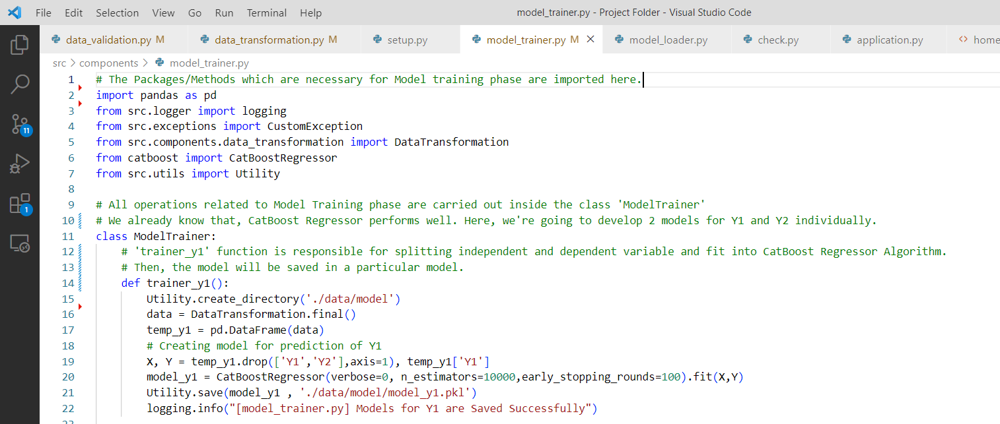 File Edit Selection View Go Run Terminal Help model_trainer.py - Project Folder - Visual Studio Code
data_validation.py M data_transformation.py M setup.py model_trainer.py M model_loader.py check.py application.py home
src > components > model_trainer.py
1 # The Packages/Methods which are necessary for Model training phase are imported here.
2 import pandas as pd
3 from src.logger import logging
4 from src.exceptions import CustomException
5 from src.components.data_transformation import DataTransformation
6 from catboost import CatBoostRegressor
7 from src.utils import Utility
8
9 # All operations related to Model Training phase are carried out inside the class 'ModelTrainer'
10 # We already know that, CatBoost Regressor performs well. Here, we're going to develop 2 models for Y1 and Y2 individually.
11 class ModelTrainer:
12 # 'trainer_y1' function is responsible for splitting independent and dependent variable and fit into CatBoost Regressor Algorithm.
13 # Then, the model will be saved in a particular model.
14 def trainer_y1():
15 Utility.create_directory('./data/model')
16 data = DataTransformation.final()
17 temp_y1 = pd.DataFrame(data)
18 # Creating model for prediction of Y1
19 X, Y = temp_y1.drop(['Y1','Y2'],axis=1), temp_y1['Y1']
20 model_y1 = CatBoostRegressor(verbose=0, n_estimators=10000,early_stopping_rounds=100).fit(X,Y)
21 Utility.save(model_y1 , './data/model/model_y1.pkl')
22 logging.info("[model_trainer.py] Models for Y1 are Saved Successfully")
23
11
1